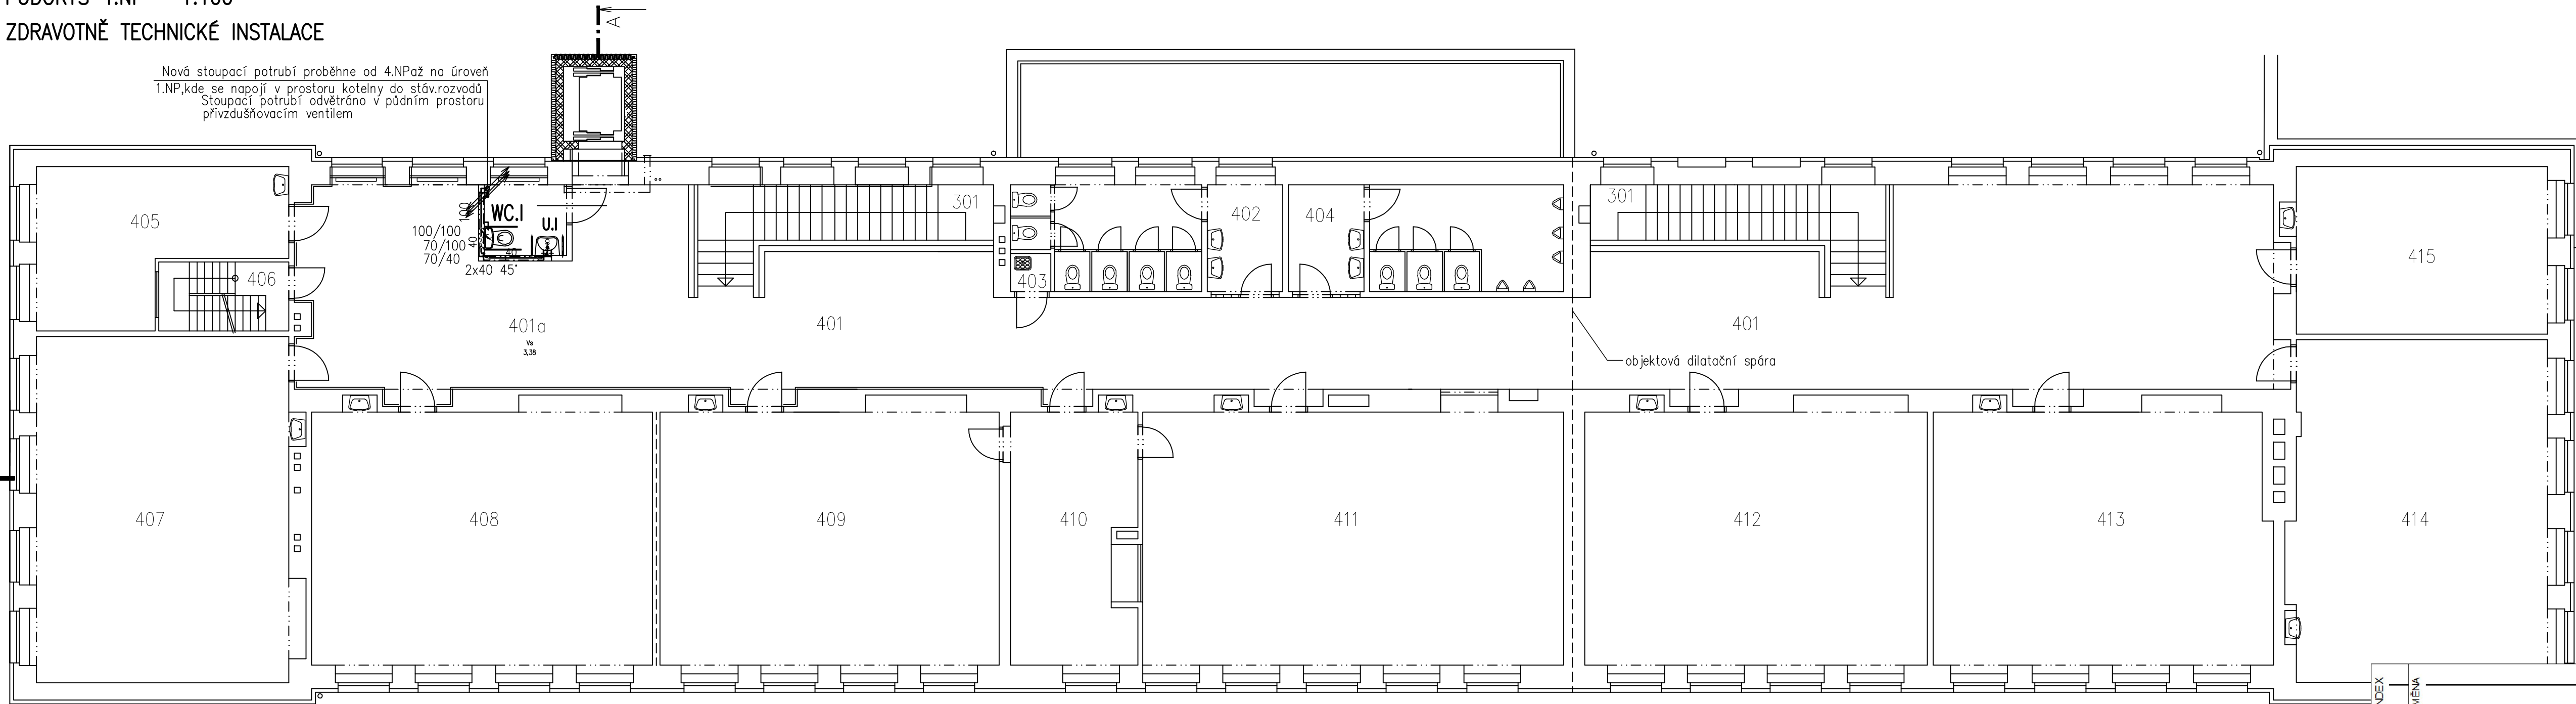 ZDRAVOTNĚ TECHNICKÉ INSTALACE
A
Nová stoupací potrubí proběhne od 4.NPaž na úroveň
1.NP,kde se napojí v prostoru kotelny do stáv.rozvodů
Stoupací potrubí odvětráno v půdním prostoru
přivzdušňovacím ventilem
405
406
100
WC.I
U.I
100/100
70/100
70/40
40
40
2x40 45°
301
402
404
403
301
415
401a
Vs
3,38
401
401
objektová dilatační spára
407
408
409
410
411
412
413
414